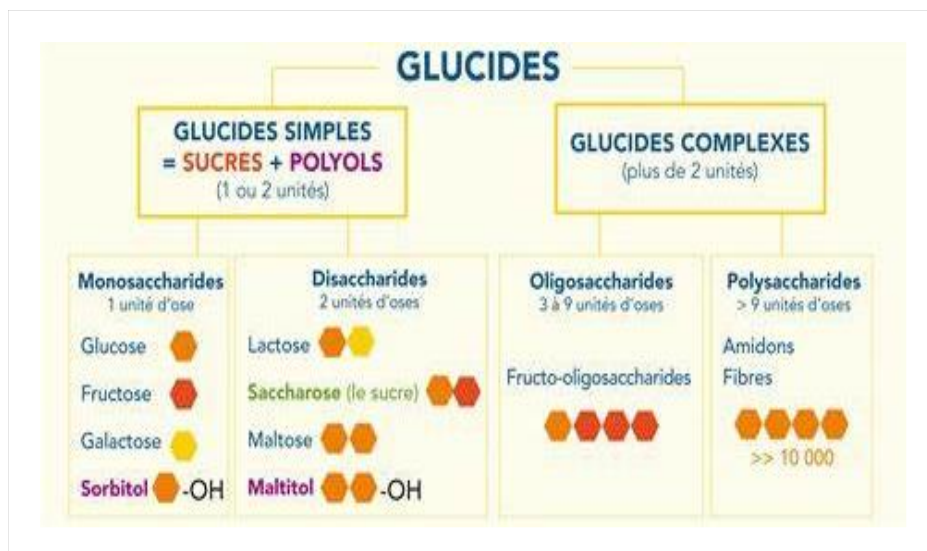 GLUCIDES
GLUCIDES SIMPLES
= SUCRES + POLYOLS
(1 ou 2 unités)
GLUCIDES COMPLEXES
(plus de 2 unités)
Monosaccharides
1 unité d'ose
Glucose
Fructose
Galactose
Sorbitol -OH
Disaccharides
2 unités d'oses
Lactose
Saccharose (le sucre)
Maltose
Maltitol -OH
Oligosaccharides
3 à 9 unités d'oses
Fructo-oligosaccharides
Polysaccharides
> 9 unités d'oses
Amidons
Fibres
>> 10 000